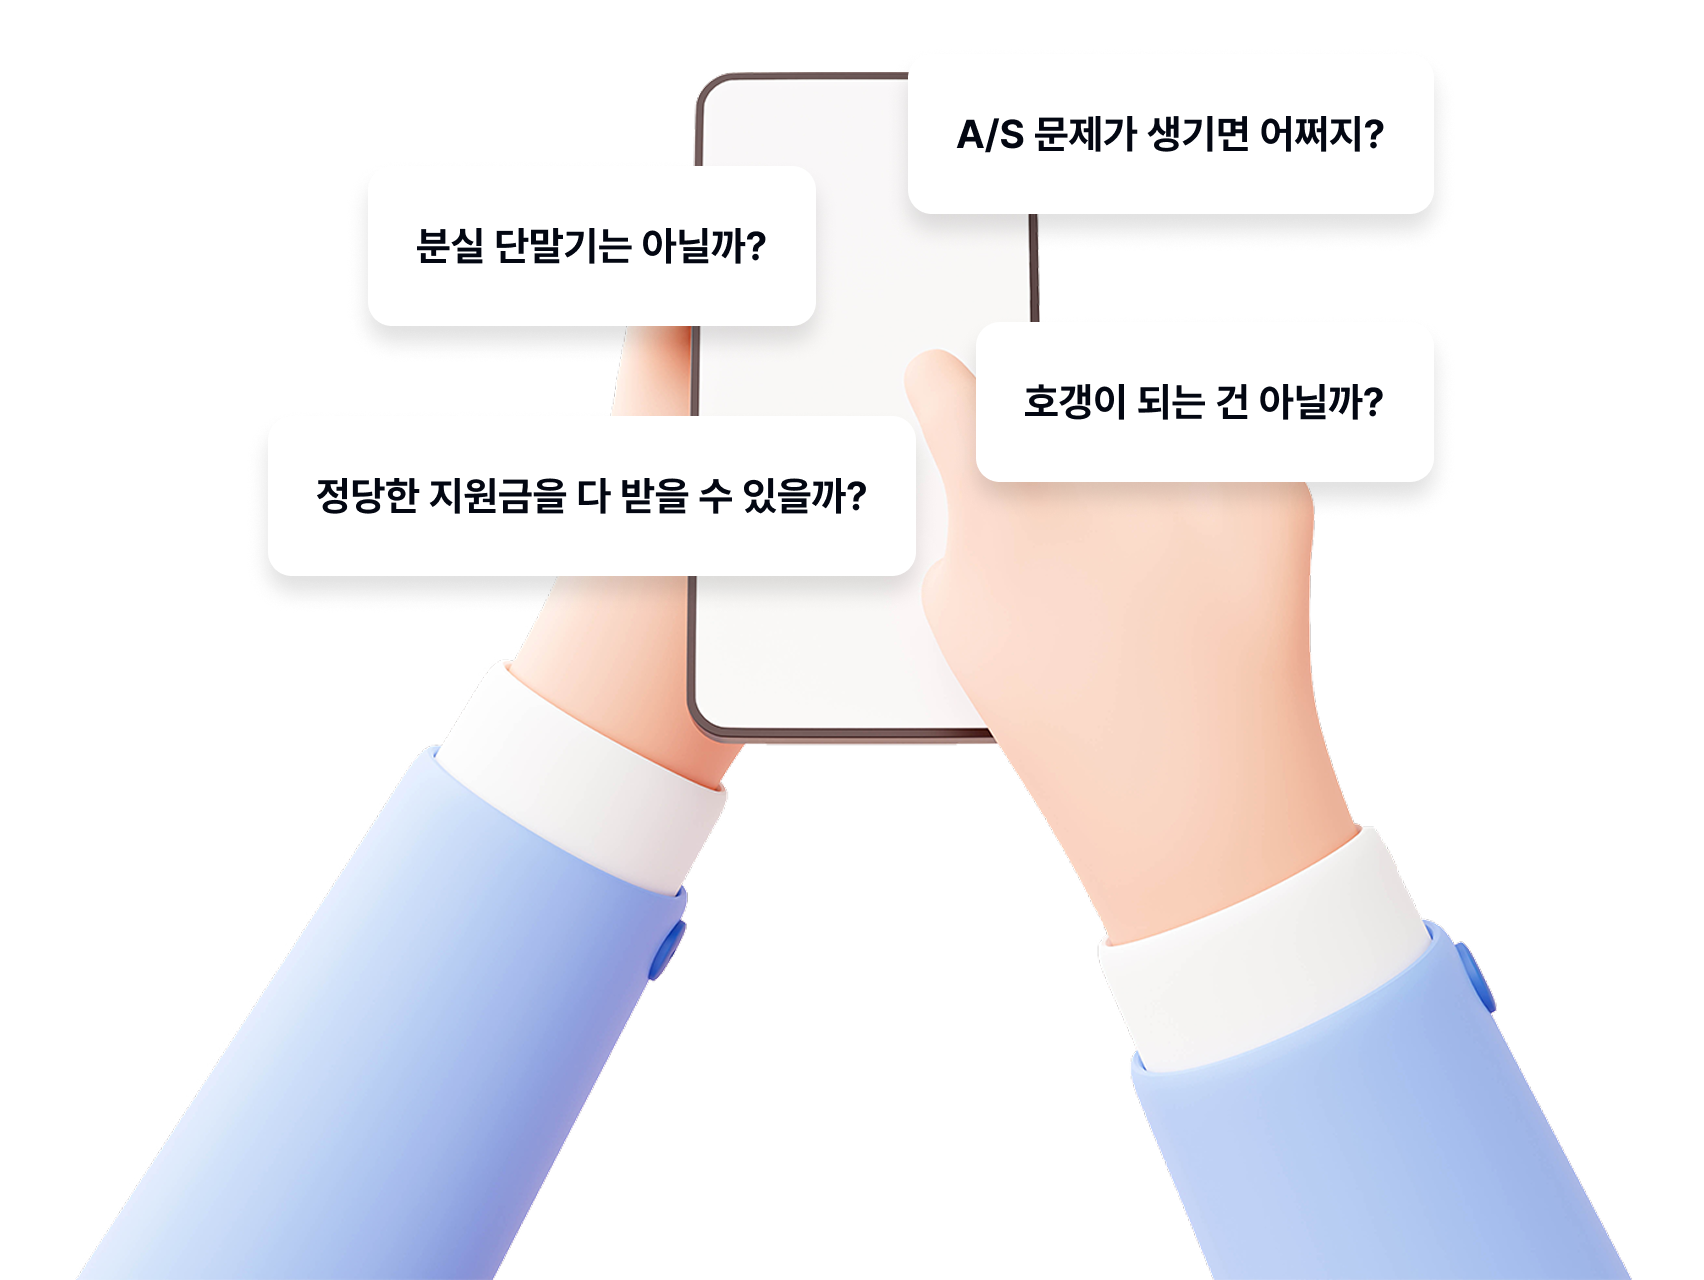 A/S 문제가 생기면 어쩌지?
분실 단말기는 아닐까?
호갱이 되는 건 아닐까?
정당한 지원금을 다 받을 수 있을까?